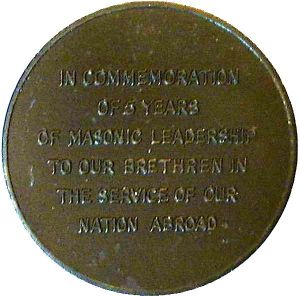 IN COMMEMORATION
OF 5 YEARS
OF MASONIC LEADERSHIP
TO OUR BRETHREN IN
THE SERVICE OF OUR
NATION ABROAD